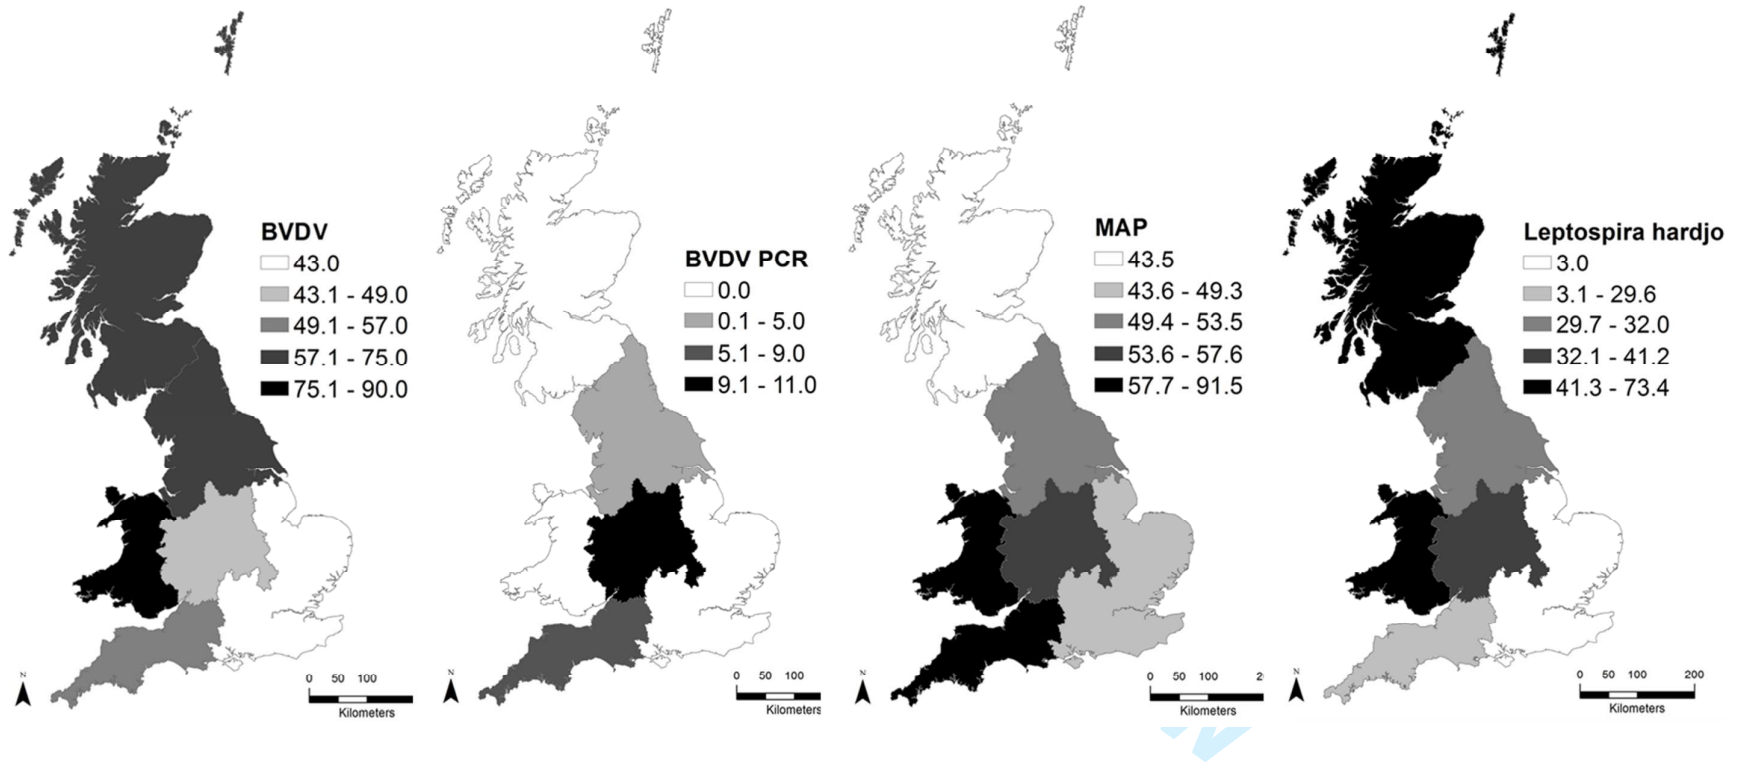 BVDV
43.0
43.1 - 49.0
49.1 - 57.0
57.1 - 75.0
75.1 - 90.0
N
0 50 100
Kilometers
BVDV PCR
0.0
0.1 - 5.0
5.1 - 9.0
9.1 - 11.0
N
0 50 100
Kilometers
MAP
43.5
43.6 - 49.3
49.4 - 53.5
53.6 - 57.6
57.7 - 91.5
N
0 50 100 2
Kilometers
Leptospira hardjo
3.0
3.1 - 29.6
29.7 - 32.0
32.1 - 41.2
41.3 - 73.4
N
0 50 100 200
Kilometers